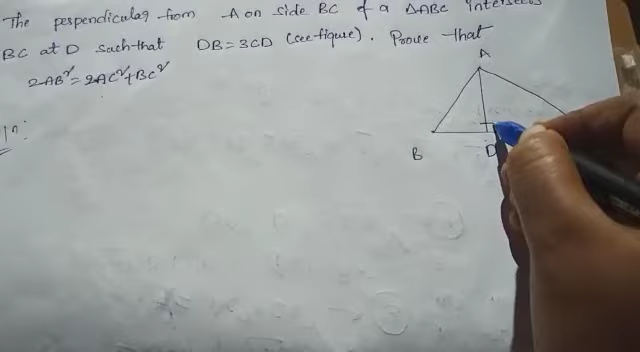 The perpendicular from A on side BC of a ∆ABC intersects
BC at D such that DB = 3CD (see figure). Prove that
2AB² = 2AC² + BC²
A
B
D